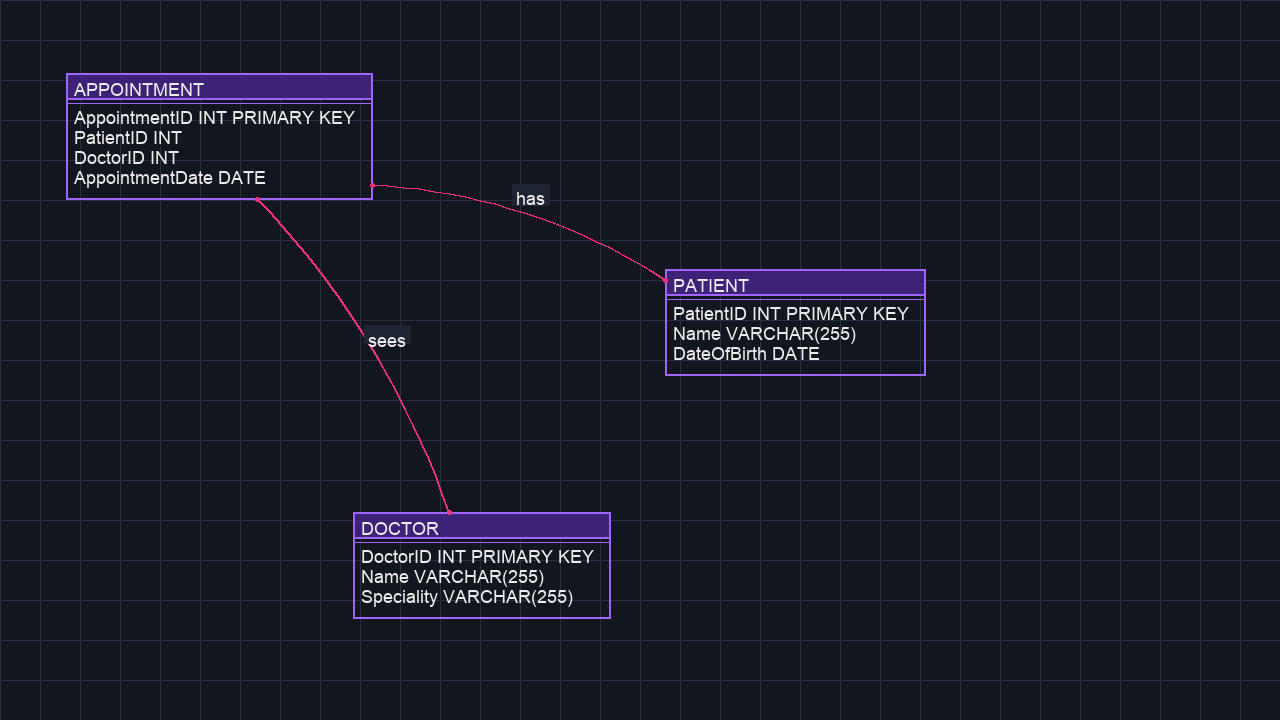 APPOINTMENT
AppointmentID INT PRIMARY KEY
PatientID INT
DoctorID INT
AppointmentDate DATE
has
PATIENT
PatientID INT PRIMARY KEY
Name VARCHAR(255)
DateOfBirth DATE
sees
DOCTOR
DoctorID INT PRIMARY KEY
Name VARCHAR(255)
Speciality VARCHAR(255)